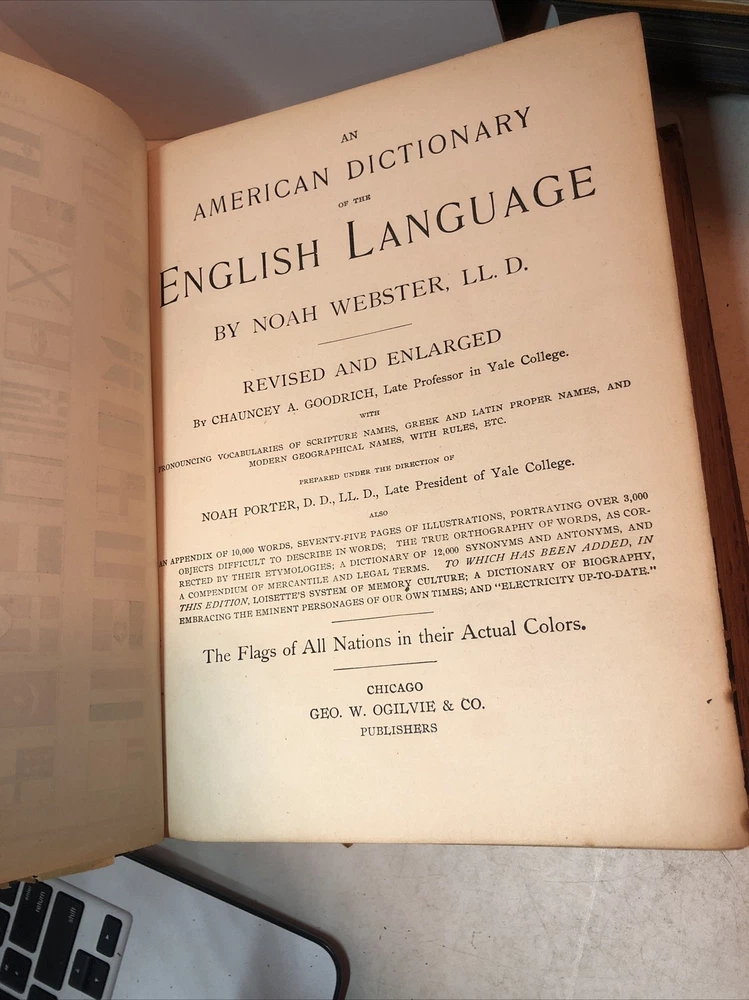 AN
AMERICAN DICTIONARY
OF THE
ENGLISH LANGUAGE
BY NOAH WEBSTER, LL. D.
REVISED AND ENLARGED
By CHAUNCEY A. GOODRICH, Late Professor in Yale College.
WITH
PRONOUNCING VOCABULARIES OF SCRIPTURE NAMES, GREEK AND LATIN PROPER NAMES, AND
MODERN GEOGRAPHICAL NAMES, WITH RULES, ETC.
PREPARED UNDER THE DIRECTION OF
NOAH PORTER, D. D., LL. D., Late President of Yale College.
ALSO
AN APPENDIX OF 10,000 WORDS, SEVENTY-FIVE PAGES OF ILLUSTRATIONS, PORTRAYING OVER 3,000
OBJECTS DIFFICULT TO DESCRIBE IN WORDS; THE TRUE ORTHOGRAPHY OF WORDS, AS COR-
RECTED BY THEIR ETYMOLOGIES; A DICTIONARY OF 12,000 SYNONYMS AND ANTONYMS, AND
A COMPENDIUM OF MERCANTILE AND LEGAL TERMS. TO WHICH HAS BEEN ADDED, IN
THIS EDITION, LOISETTE'S SYSTEM OF MEMORY CULTURE; A DICTIONARY OF BIOGRAPHY,
EMBRACING THE EMINENT PERSONAGES OF OUR OWN TIMES; AND "ELECTRICITY UP-TO-DATE."
The Flags of All Nations in their Actual Colors.
CHICAGO
GEO. W. OGILVIE & CO.
PUBLISHERS
return
shift